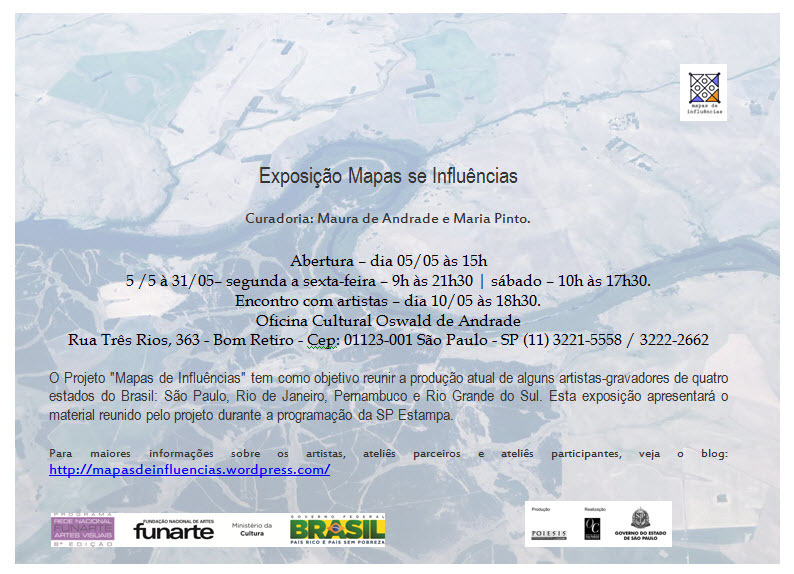 mapas de
influências
Exposição Mapas se Influências
Curadoria: Maura de Andrade e Maria Pinto.
Abertura – dia 05/05 às 15h
5 /5 à 31/05– segunda a sexta-feira – 9h às 21h30 | sábado – 10h às 17h30.
Encontro com artistas – dia 10/05 às 18h30.
Oficina Cultural Oswald de Andrade
Rua Três Rios, 363 - Bom Retiro - Cep: 01123-001 São Paulo - SP (11) 3221-5558 / 3222-2662
O Projeto "Mapas de Influências" tem como objetivo reunir a produção atual de alguns artistas-gravadores de quatro
estados do Brasil: São Paulo, Rio de Janeiro, Pernambuco e Rio Grande do Sul. Esta exposição apresentará o
material reunido pelo projeto durante a programação da SP Estampa.
Para maiores informações sobre os artistas, ateliês parceiros e ateliês participantes, veja o blog:
http://mapasdeinfluencias.wordpress.com/
PROGRAMA
REDE NACIONAL
FUNARTE
ARTES VISUAIS
8ª EDIÇÃO
FUNDAÇÃO NACIONAL DE ARTES
funarte
Ministério da
Cultura
GOVERNO FEDERAL
BRASIL
PAÍS RICO É PAÍS SEM POBREZA
Produção
POIESIS
Realização
GOVERNO DO ESTADO
DE SÃO PAULO